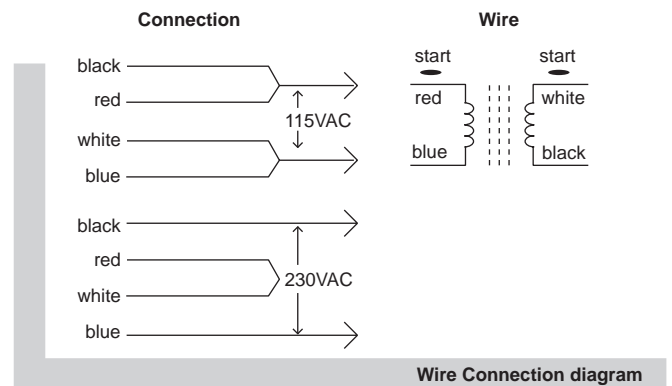 Connection
black
red
115VAC
white
blue
black
red
230VAC
white
blue
Wire
start start
red white
blue black
Wire Connection diagram